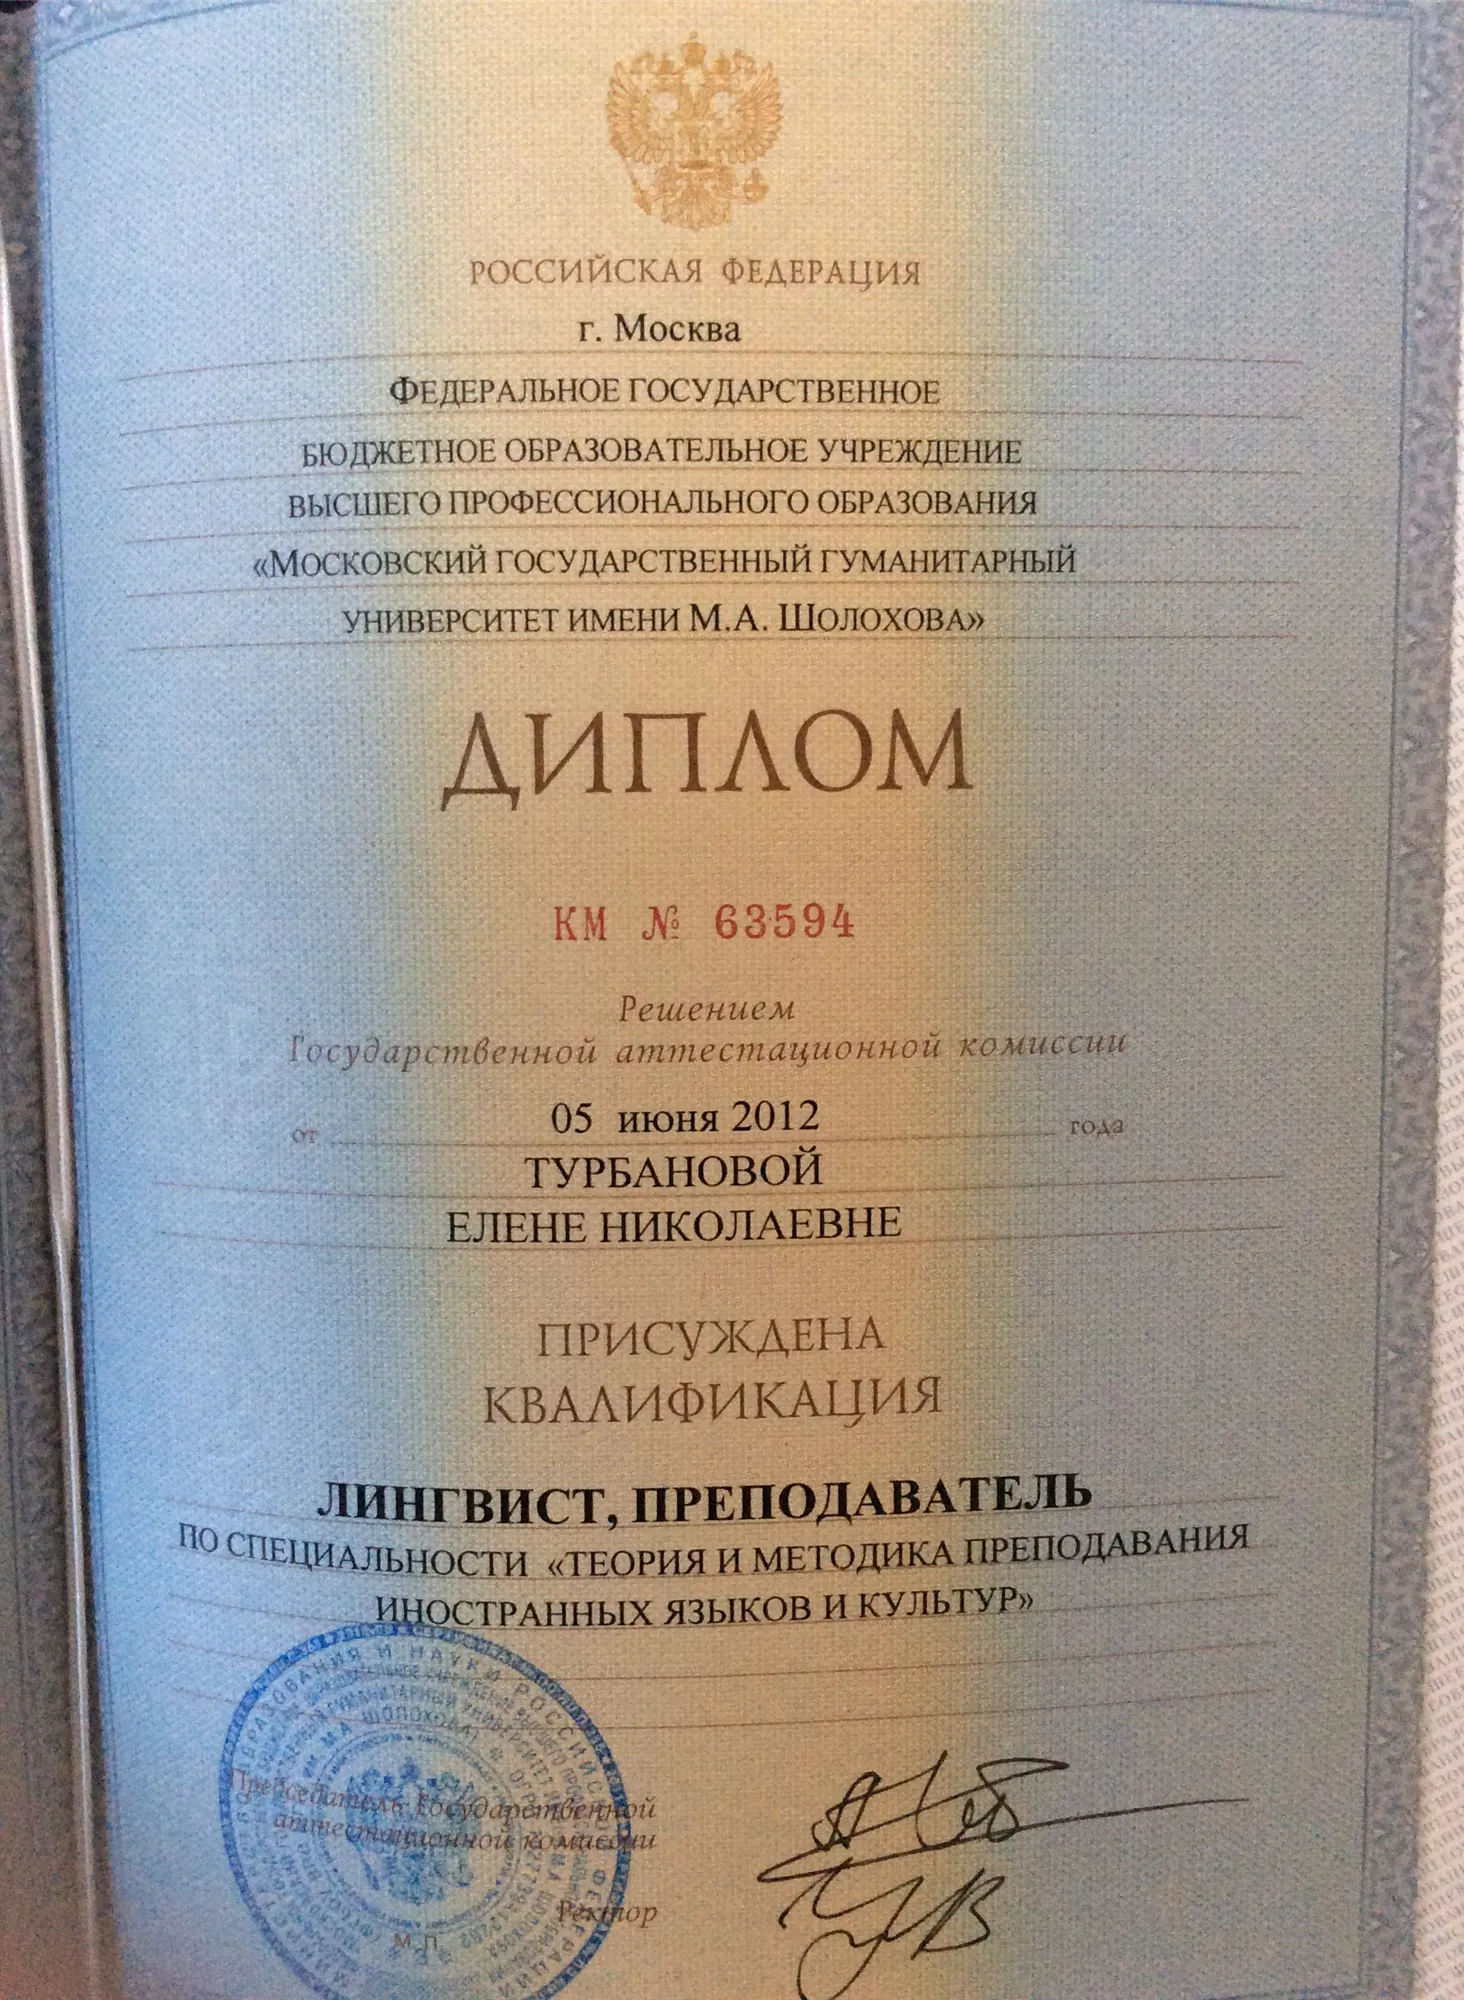 РОССИЙСКАЯ ФЕДЕРАЦИЯ
г. Москва
ФЕДЕРАЛЬНОЕ ГОСУДАРСТВЕННОЕ
БЮДЖЕТНОЕ ОБРАЗОВАТЕЛЬНОЕ УЧРЕЖДЕНИЕ
ВЫСШЕГО ПРОФЕССИОНАЛЬНОГО ОБРАЗОВАНИЯ
«МОСКОВСКИЙ ГОСУДАРСТВЕННЫЙ ГУМАНИТАРНЫЙ
УНИВЕРСИТЕТ ИМЕНИ М.А. ШОЛОХОВА»
ДИПЛОМ
КМ № 63594
Решением
Государственной аттестационной комиссии
от 05 июня 2012 года
ТУРБАНОВОЙ
ЕЛЕНЕ НИКОЛАЕВНЕ
ПРИСУЖДЕНА
КВАЛИФИКАЦИЯ
ЛИНГВИСТ, ПРЕПОДАВАТЕЛЬ
ПО СПЕЦИАЛЬНОСТИ «ТЕОРИЯ И МЕТОДИКА ПРЕПОДАВАНИЯ
ИНОСТРАННЫХ ЯЗЫКОВ И КУЛЬТУР»
Председатель Государственной
аттестационной комиссии
Ректор
М.П.